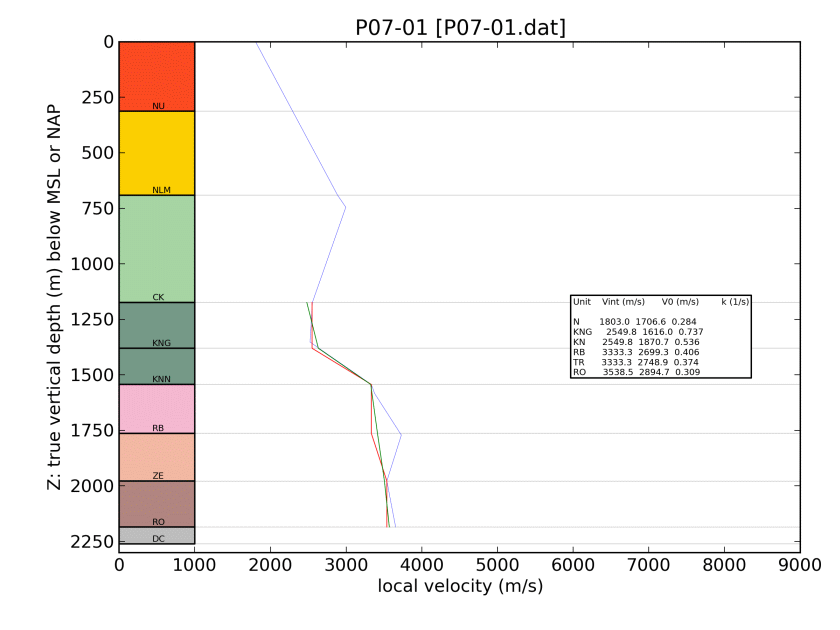 P07-01 [P07-01.dat]
Z: true vertical depth (m) below MSL or NAP
0
250
500
750
1000
1250
1500
1750
2000
2250
NU
NLM
CK
KNG
KNN
RB
ZE
RO
DC
Unit Vint (m/s) V0 (m/s) k (1/s)
N 1803.0 1706.6 0.284
KNG 2549.8 1616.0 0.737
KN 2549.8 1870.7 0.536
RB 3333.3 2699.3 0.406
TR 3333.3 2748.9 0.374
RO 3538.5 2894.7 0.309
0 1000 2000 3000 4000 5000 6000 7000 8000 9000
local velocity (m/s)